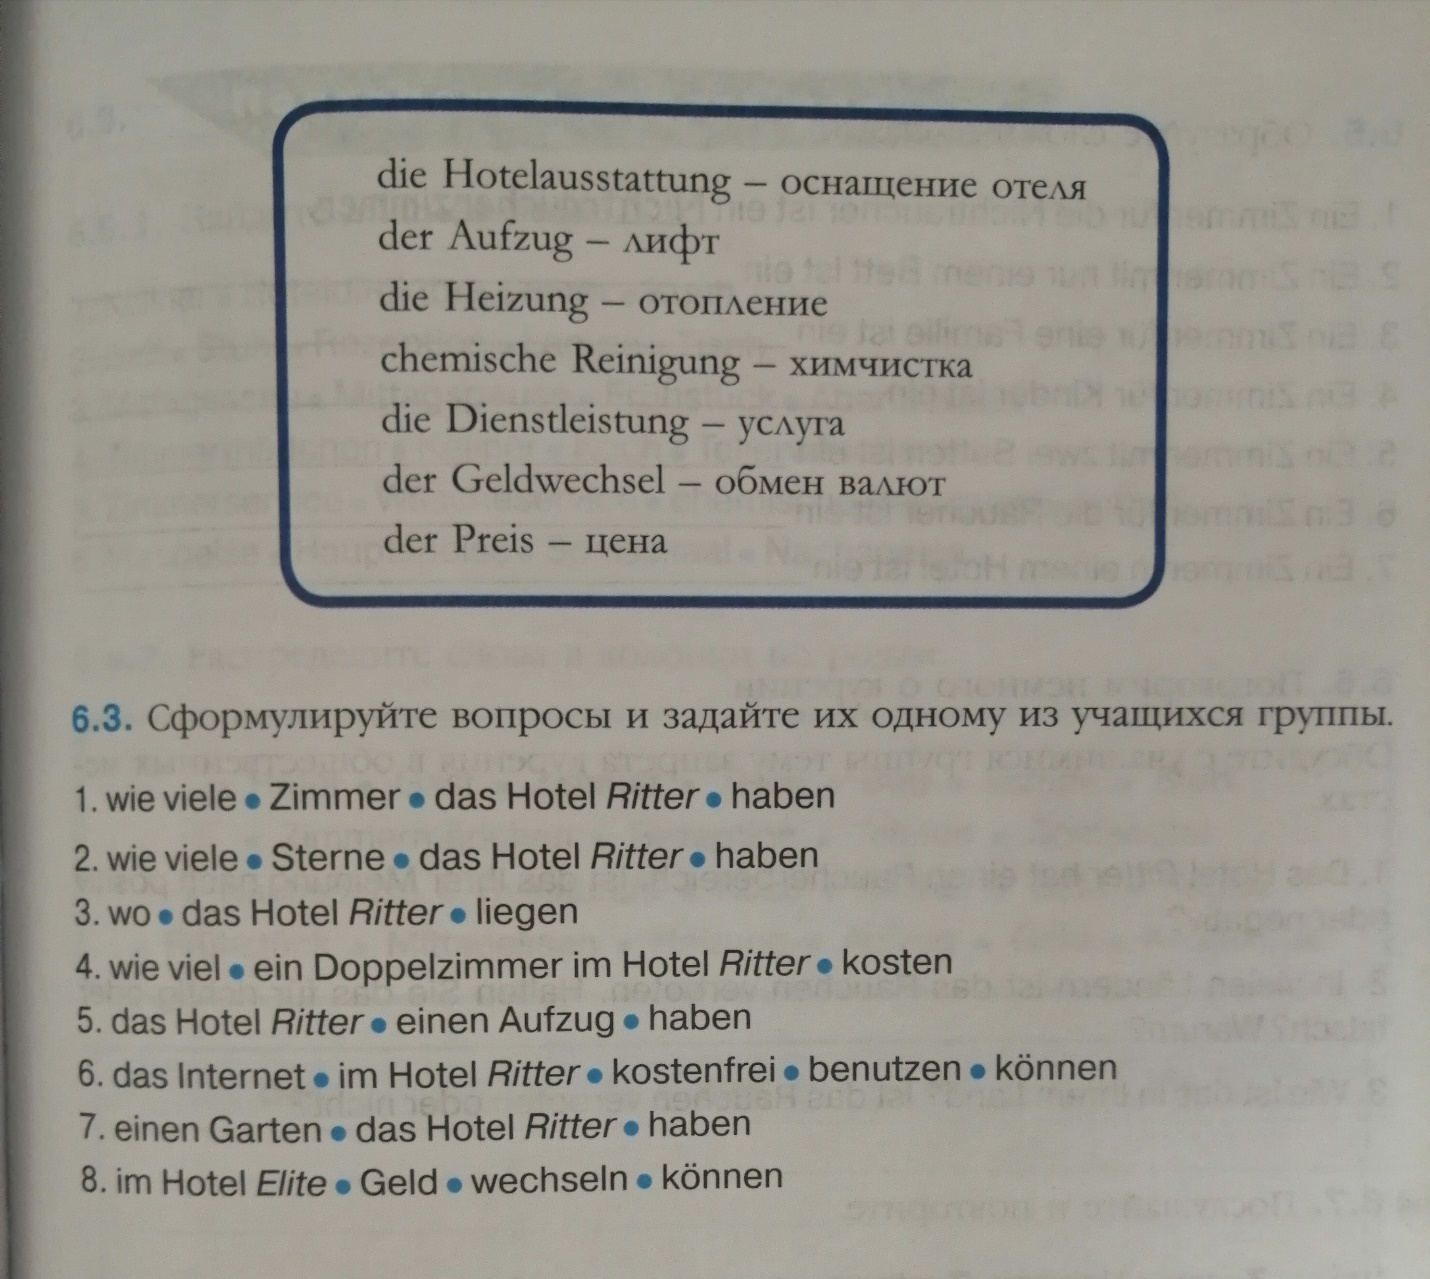 die Hotelausstattung – оснащение отеля
der Aufzug – лифт
die Heizung – отопление
chemische Reinigung – химчистка
die Dienstleistung – услуга
der Geldwechsel – обмен валют
der Preis – цена
6.3. Сформулируйте вопросы и задайте их одному из учащихся группы.
1. wie viele • Zimmer • das Hotel Ritter • haben
2. wie viele • Sterne • das Hotel Ritter • haben
3. wo • das Hotel Ritter • liegen
4. wie viel • ein Doppelzimmer im Hotel Ritter • kosten
5. das Hotel Ritter • einen Aufzug • haben
6. das Internet • im Hotel Ritter • kostenfrei • benutzen • können
7. einen Garten • das Hotel Ritter • haben
8. im Hotel Elite • Geld • wechseln • können